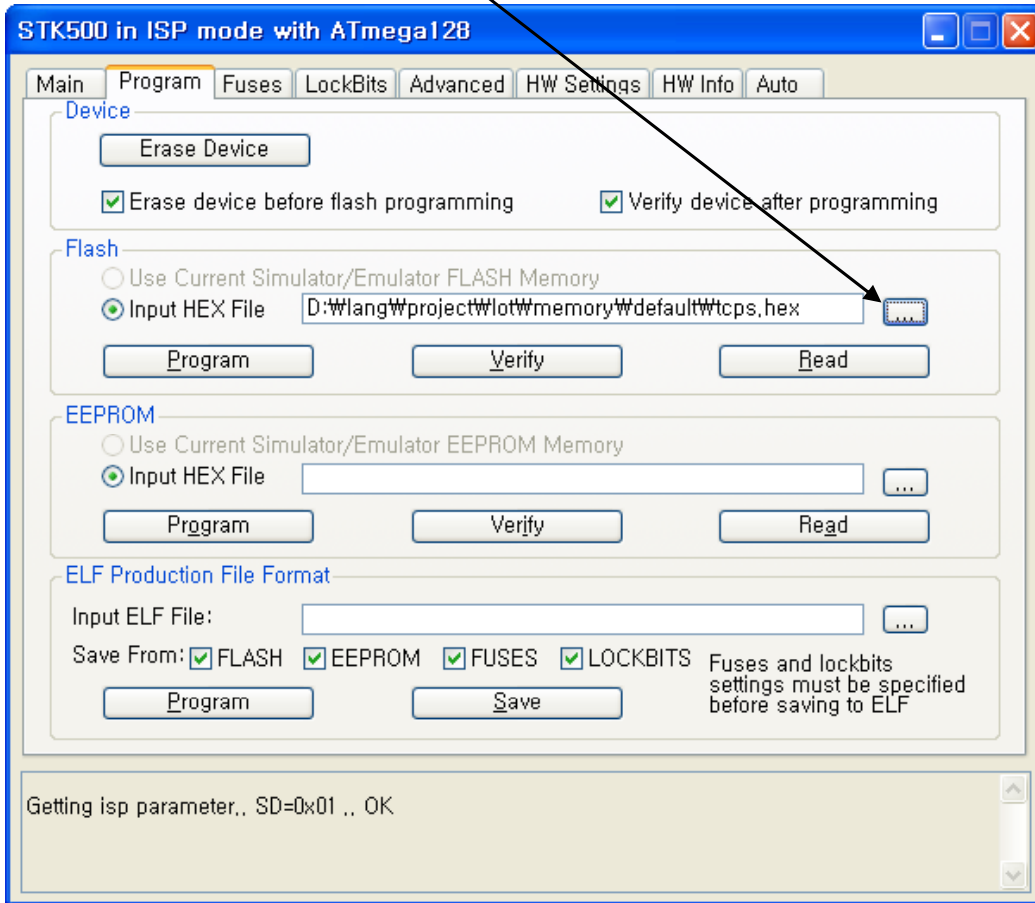 STK500 in ISP mode with ATmega128
Main Program Fuses LockBits Advanced HW Settings HW Info Auto
Device
Erase Device
Erase device before flash programming Verify device after programming
Flash
Use Current Simulator/Emulator FLASH Memory
Input HEX File D:₩lang₩project₩lot₩memory₩default₩tcps,hex ...
Program Verify Read
EEPROM
Use Current Simulator/Emulator EEPROM Memory
Input HEX File ...
Program Verify Read
ELF Production File Format
Input ELF File: ...
Save From: FLASH EEPROM FUSES LOCKBITS Fuses and lockbits
settings must be specified
before saving to ELF
Program Save
Getting isp parameter,, SD=0x01 ,, OK